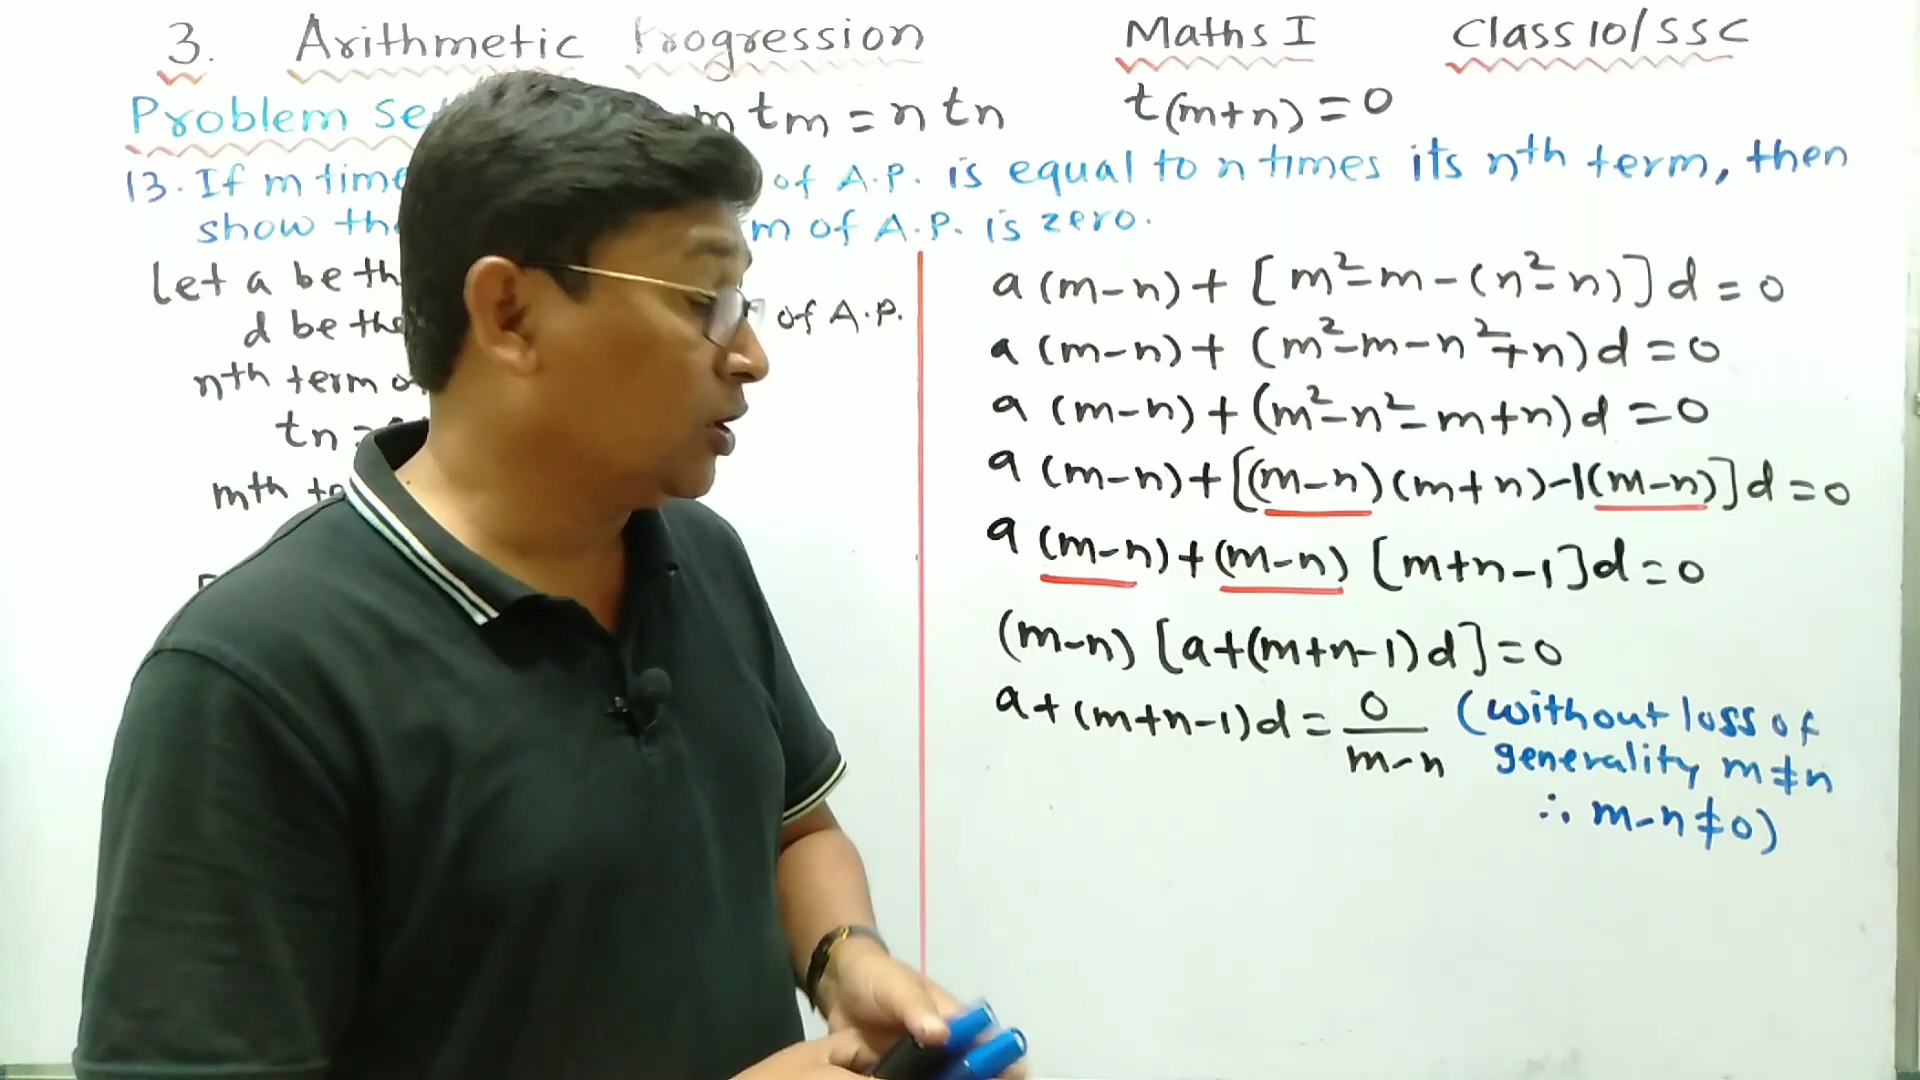 3. Arithmetic Progression Maths I Class 10/SSC
Problem Se m tm = n tn t(m+n) = 0
13. If m time of A.P. is equal to n times its nth term, then
show th m of A.P. is zero.
Let a be th
d be the of A.P.
nth term o
tn =
mth te
a (m-n) + [m²-m-(n²-n)] d = 0
a (m-n) + (m²-m-n²+n) d = 0
a (m-n) + (m²-n²-m+n) d = 0
a (m-n) + [(m-n)(m+n)-1(m-n)] d = 0
a (m-n) + (m-n) [m+n-1] d = 0
(m-n) [a+(m+n-1)d] = 0
a+(m+n-1)d = 0/m-n (without loss of
generality m≠n
∴ m-n≠0)